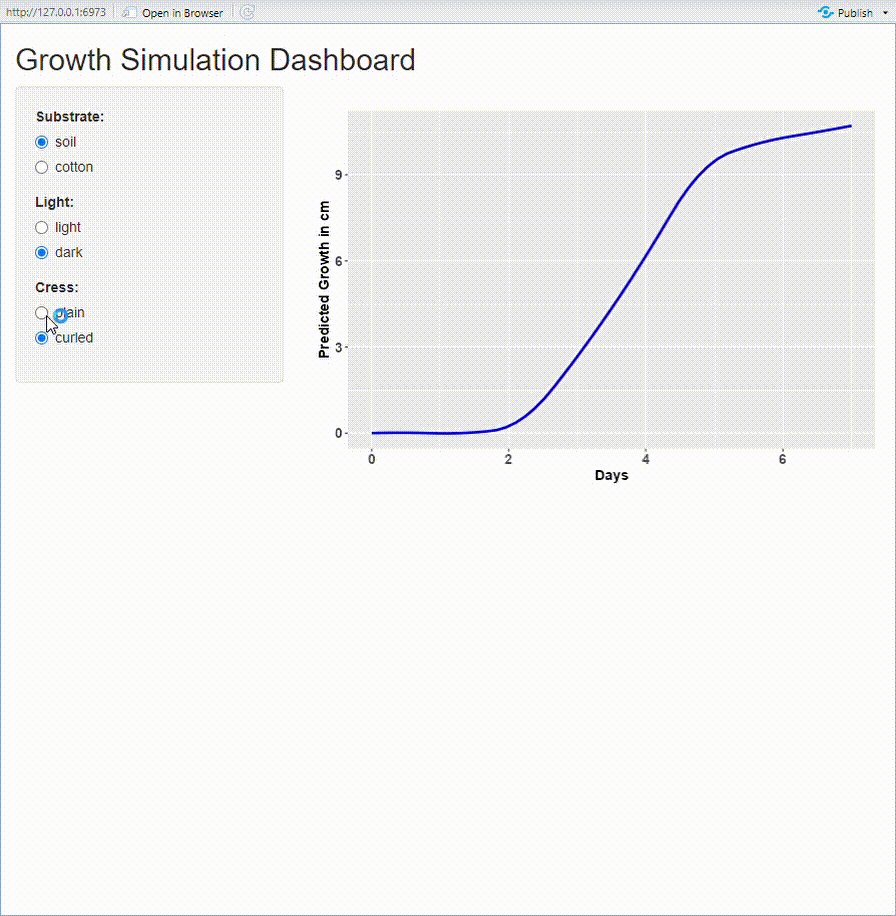 http://127.0.0.1:6973 Open in Browser Publish
Growth Simulation Dashboard
Substrate:
soil
cotton
Light:
light
dark
Cress:
plain
curled
Predicted Growth in cm
9
6
3
0
0 2 4 6
Days